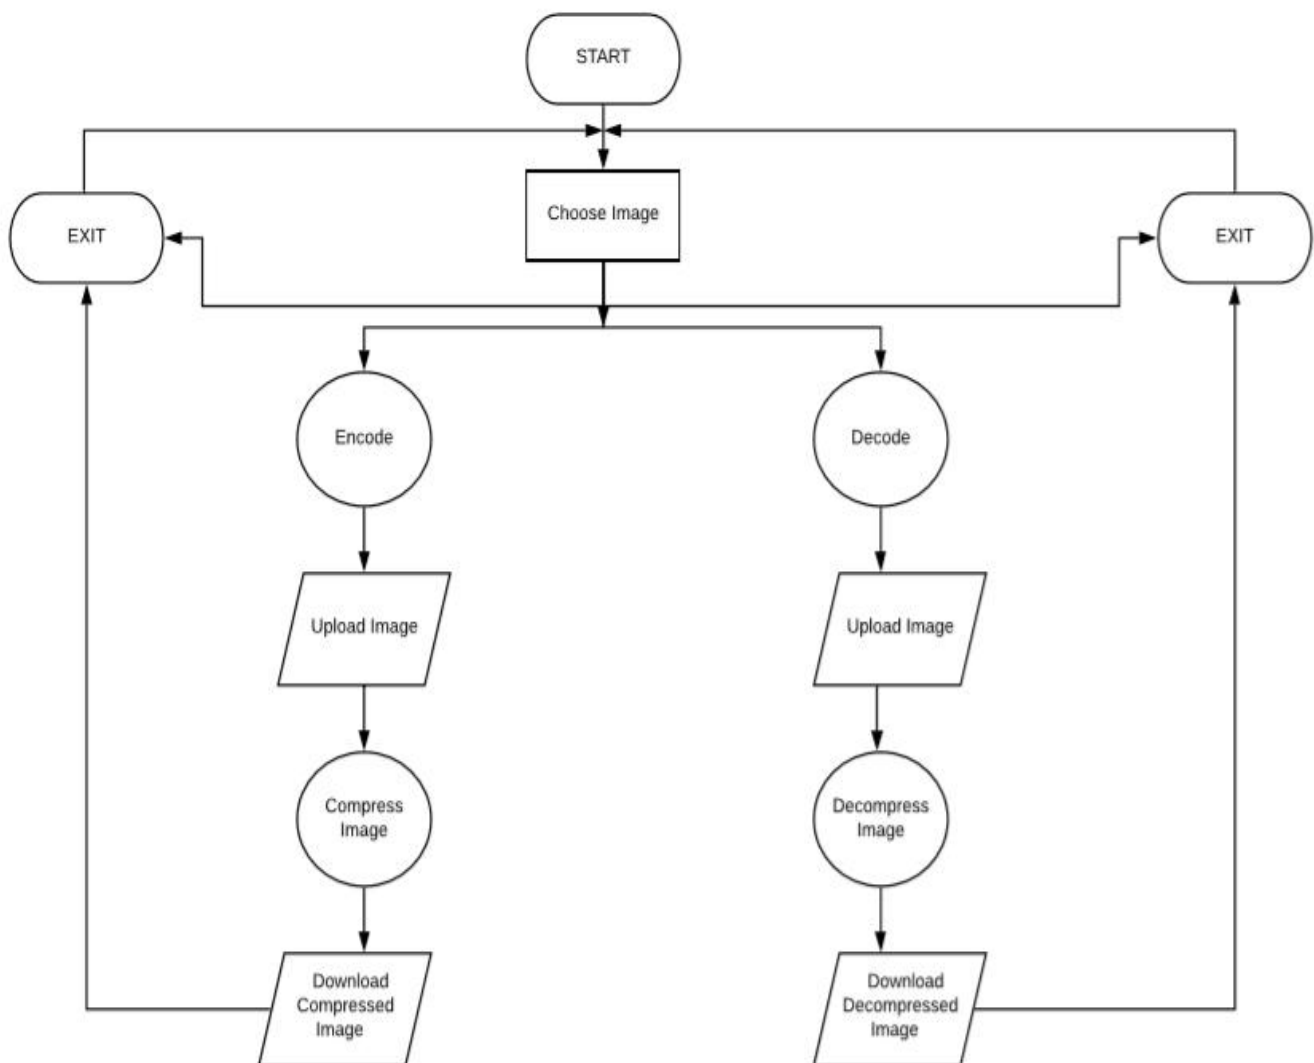 START
Choose Image
EXIT
EXIT
Encode
Decode
Upload Image
Upload Image
Compress
Image
Decompress
Image
Download
Compressed
Image
Download
Decompressed
Image